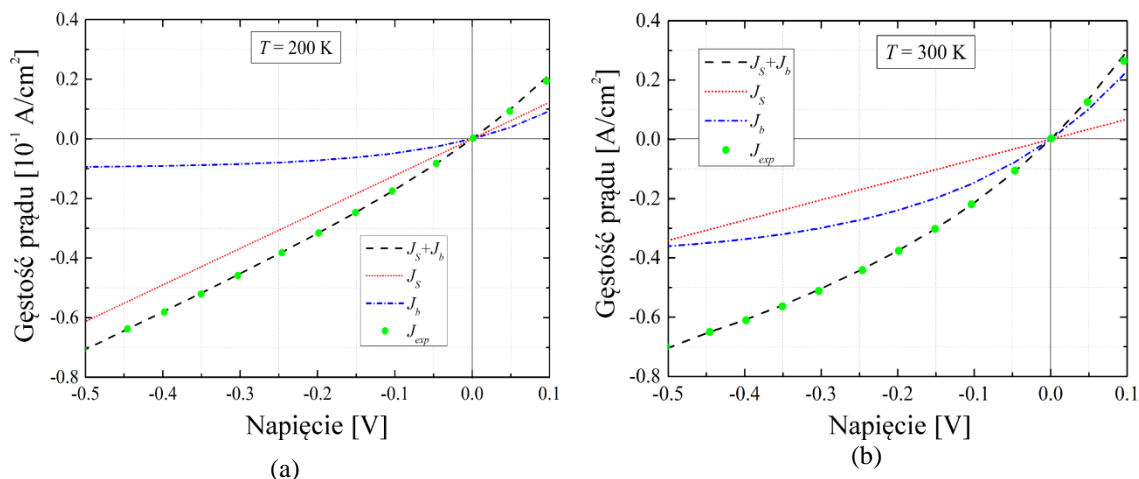 T = 200 K
Gęstość prądu [10⁻¹ A/cm²]
0.4
0.2
0.0
-0.2
-0.4
-0.6
-0.8
J_S+J_b
J_S
J_b
J_exp
-0.5 -0.4 -0.3 -0.2 -0.1 0.0 0.1
Napięcie [V]
(a)
T = 300 K
Gęstość prądu [A/cm²]
0.4
0.2
0.0
-0.2
-0.4
-0.6
-0.8
J_S+J_b
J_S
J_b
J_exp
-0.5 -0.4 -0.3 -0.2 -0.1 0.0 0.1
Napięcie [V]
(b)